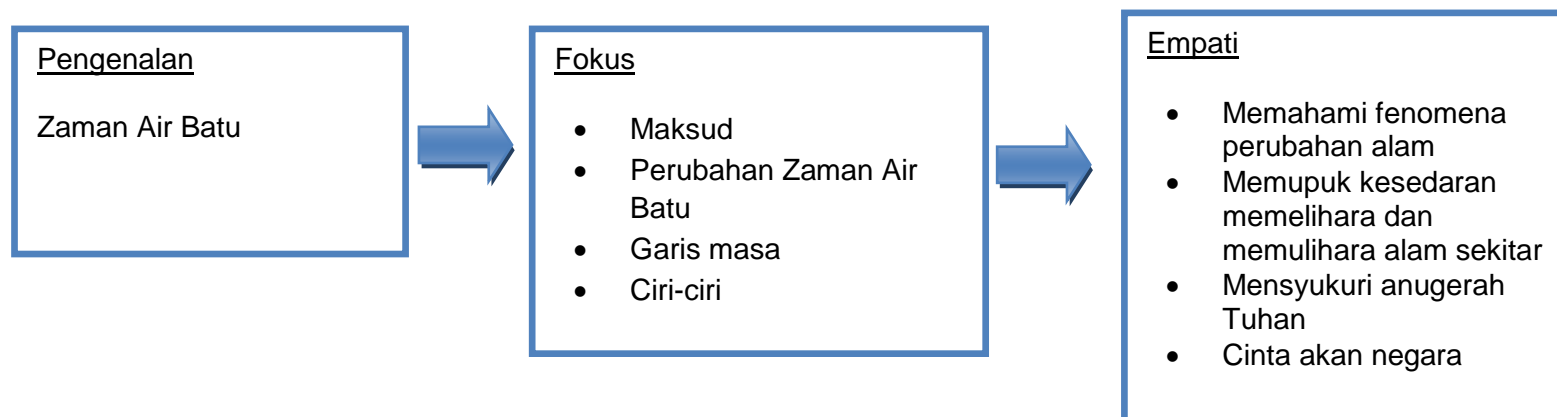 Pengenalan
Zaman Air Batu
Fokus
• Maksud
• Perubahan Zaman Air
Batu
• Garis masa
• Ciri-ciri
Empati
• Memahami fenomena
perubahan alam
• Memupuk kesedaran
memelihara dan
memulihara alam sekitar
• Mensyukuri anugerah
Tuhan
• Cinta akan negara